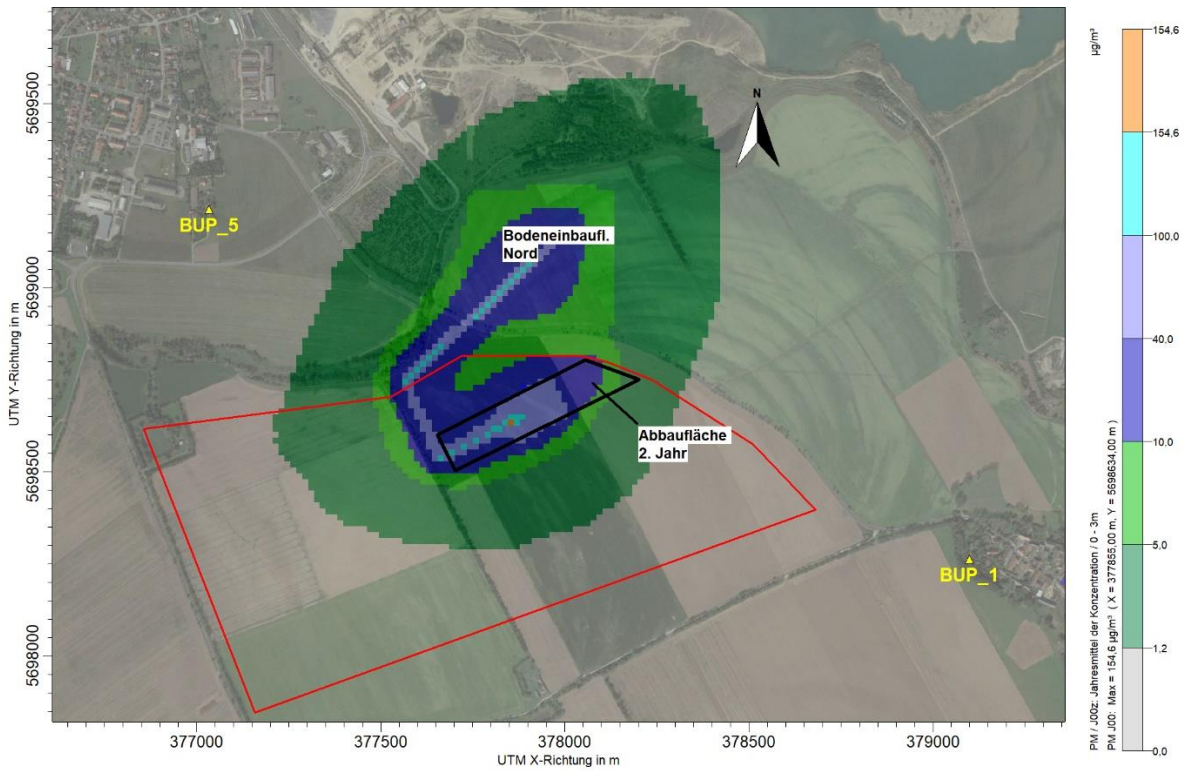 UTM Y-Richtung in m
5699500
5699000
5698500
5698000
N
BUP_5
Bodeneinbaufl.
Nord
Abbaufläche
2. Jahr
BUP_1
377000 377500 378000 378500 379000
UTM X-Richtung in m
µg/m³
154,6
154,6
100,0
40.0
10.0
5.0
1,2
0,0
PM / J00z: Jahresmittel der Konzentration / 0 - 3m
PM J00: Max = 154,6 µg/m³ ( X = 377855,00 m, Y = 5698634,00 m )